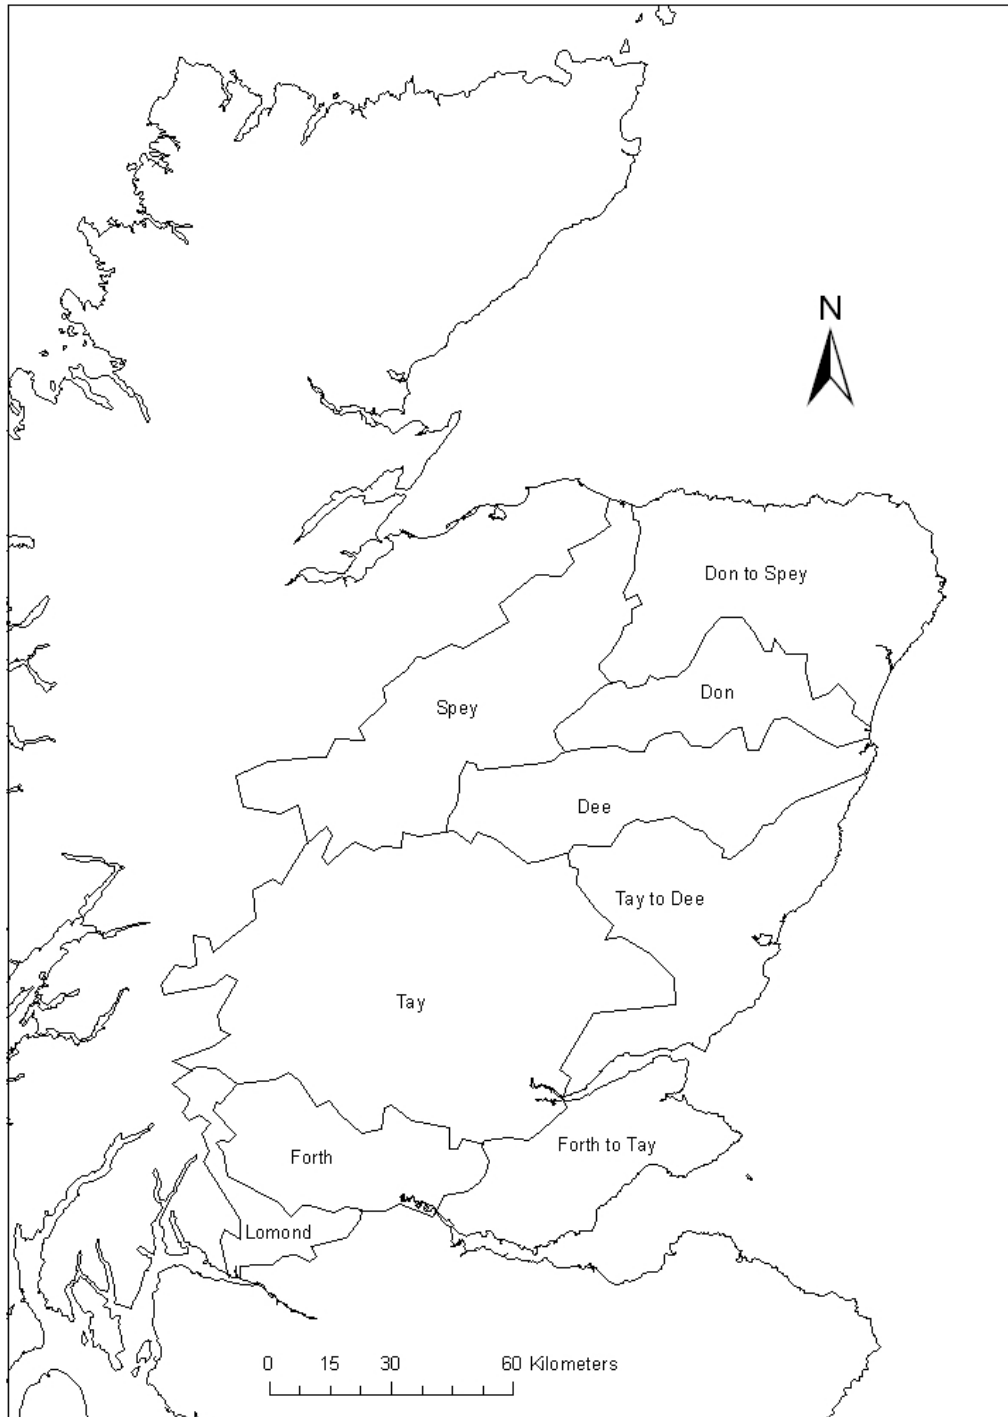 N
Don to Spey
Don
Spey
Dee
Tay to Dee
Tay
Forth to Tay
Forth
Lomond
0 15 30 60 Kilometers